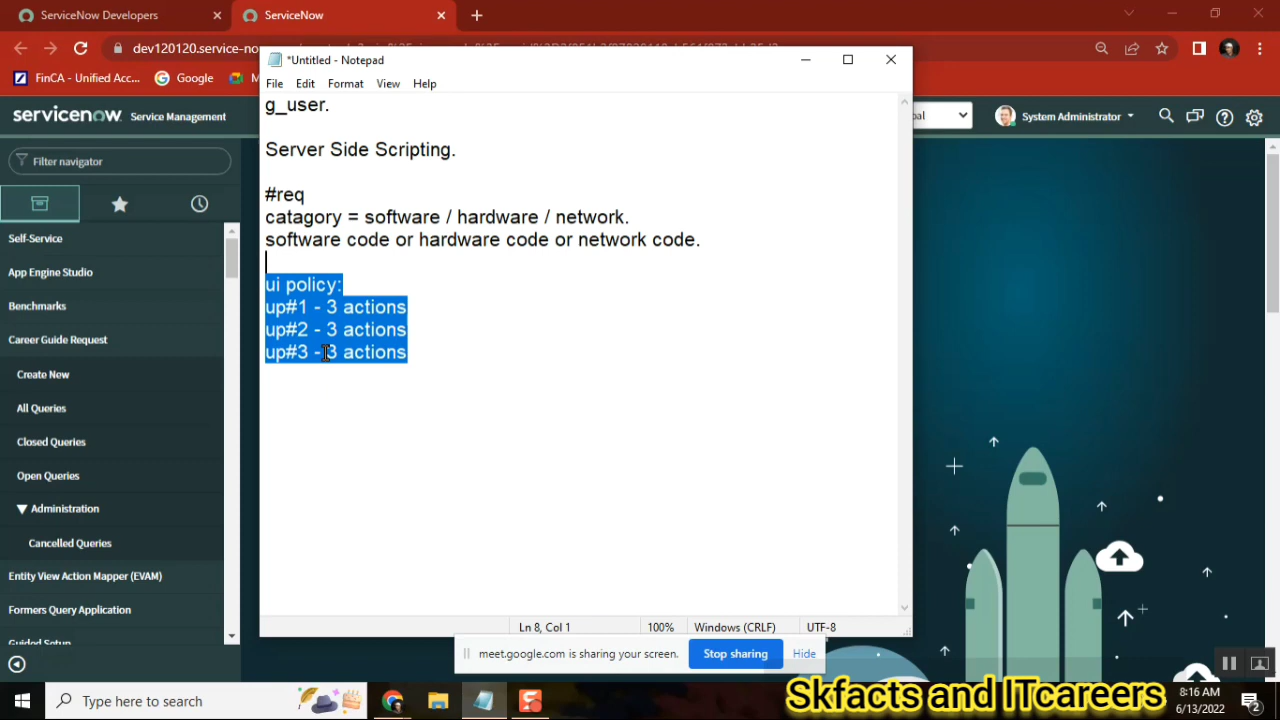 ServiceNow Developers
ServiceNow
dev120120.service-no
FinCA - Unified Acc...
Google
servicenow Service Management
bal
System Administrator
Filter navigator
Self-Service
App Engine Studio
Benchmarks
Career Guide Request
Create New
All Queries
Closed Queries
Open Queries
Administration
Cancelled Queries
Entity View Action Mapper (EVAM)
Formers Query Application
Guided Setup
*Untitled - Notepad
File Edit Format View Help
g_user.
Server Side Scripting.
#req
catagory = software / hardware / network.
software code or hardware code or network code.
ui policy:
up#1 - 3 actions
up#2 - 3 actions
up#3 - 3 actions
Ln 8, Col 1
100%
Windows (CRLF)
UTF-8
meet.google.com is sharing your screen.
Stop sharing
Hide
Type here to search
8:16 AM
6/13/2022
2
Skfacts and ITcareers